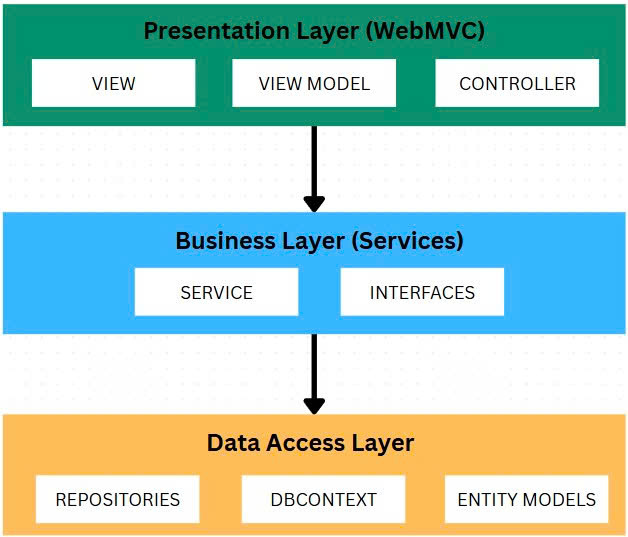 Presentation Layer (WebMVC)
VIEW
VIEW MODEL
CONTROLLER
Business Layer (Services)
SERVICE
INTERFACES
Data Access Layer
REPOSITORIES
DBCONTEXT
ENTITY MODELS